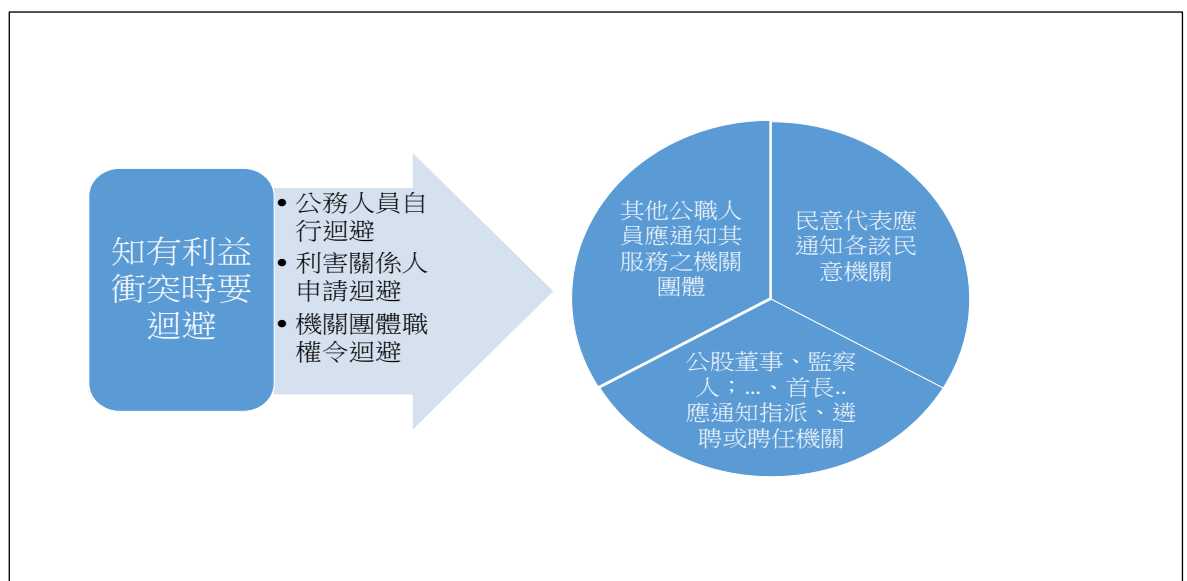 知有利益
衝突時要
迴避
• 公務人員自
行迴避
• 利害關係人
申請迴避
• 機關團體職
權令迴避
其他公職人
員應通知其
服務之機關
團體
民意代表應
通知各該民
意機關
公股董事、監察
人；...、首長..
應通知指派、遴
聘或聘任機關